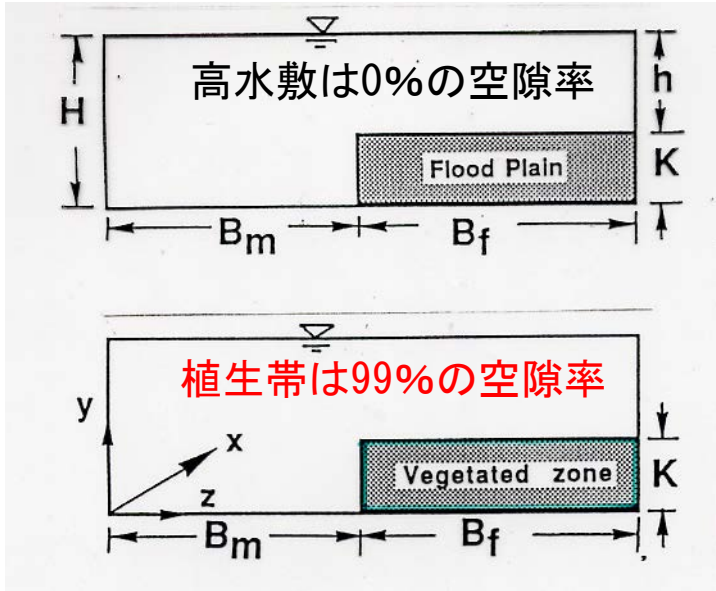 高水敷は0%の空隙率
H
h
Flood Plain
K
Bm
Bf
植生帯は99%の空隙率
y
x
Vegetated zone
K
z
Bm
Bf